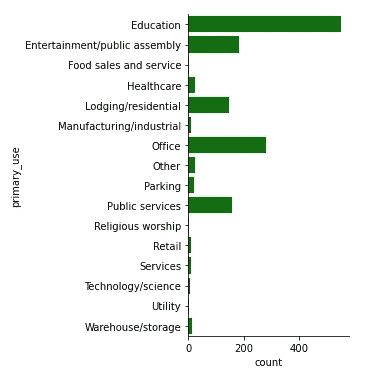 Education
Entertainment/public assembly
Food sales and service
Healthcare
Lodging/residential
Manufacturing/industrial
Office
Other
Parking
Public services
Religious worship
Retail
Services
Technology/science
Utility
Warehouse/storage
primary_use
0 200 400
count